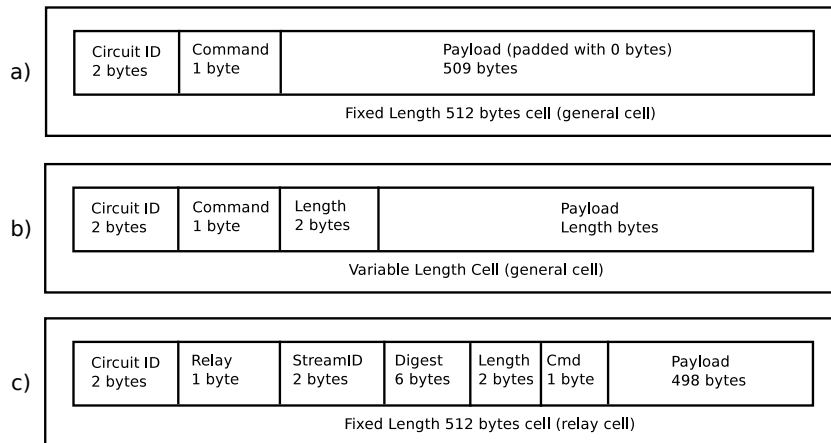 a)
Circuit ID
2 bytes
Command
1 byte
Payload (padded with 0 bytes)
509 bytes
Fixed Length 512 bytes cell (general cell)
b)
Circuit ID
2 bytes
Command
1 byte
Length
2 bytes
Payload
Length bytes
Variable Length Cell (general cell)
c)
Circuit ID
2 bytes
Relay
1 byte
StreamID
2 bytes
Digest
6 bytes
Length
2 bytes
Cmd
1 byte
Payload
498 bytes
Fixed Length 512 bytes cell (relay cell)